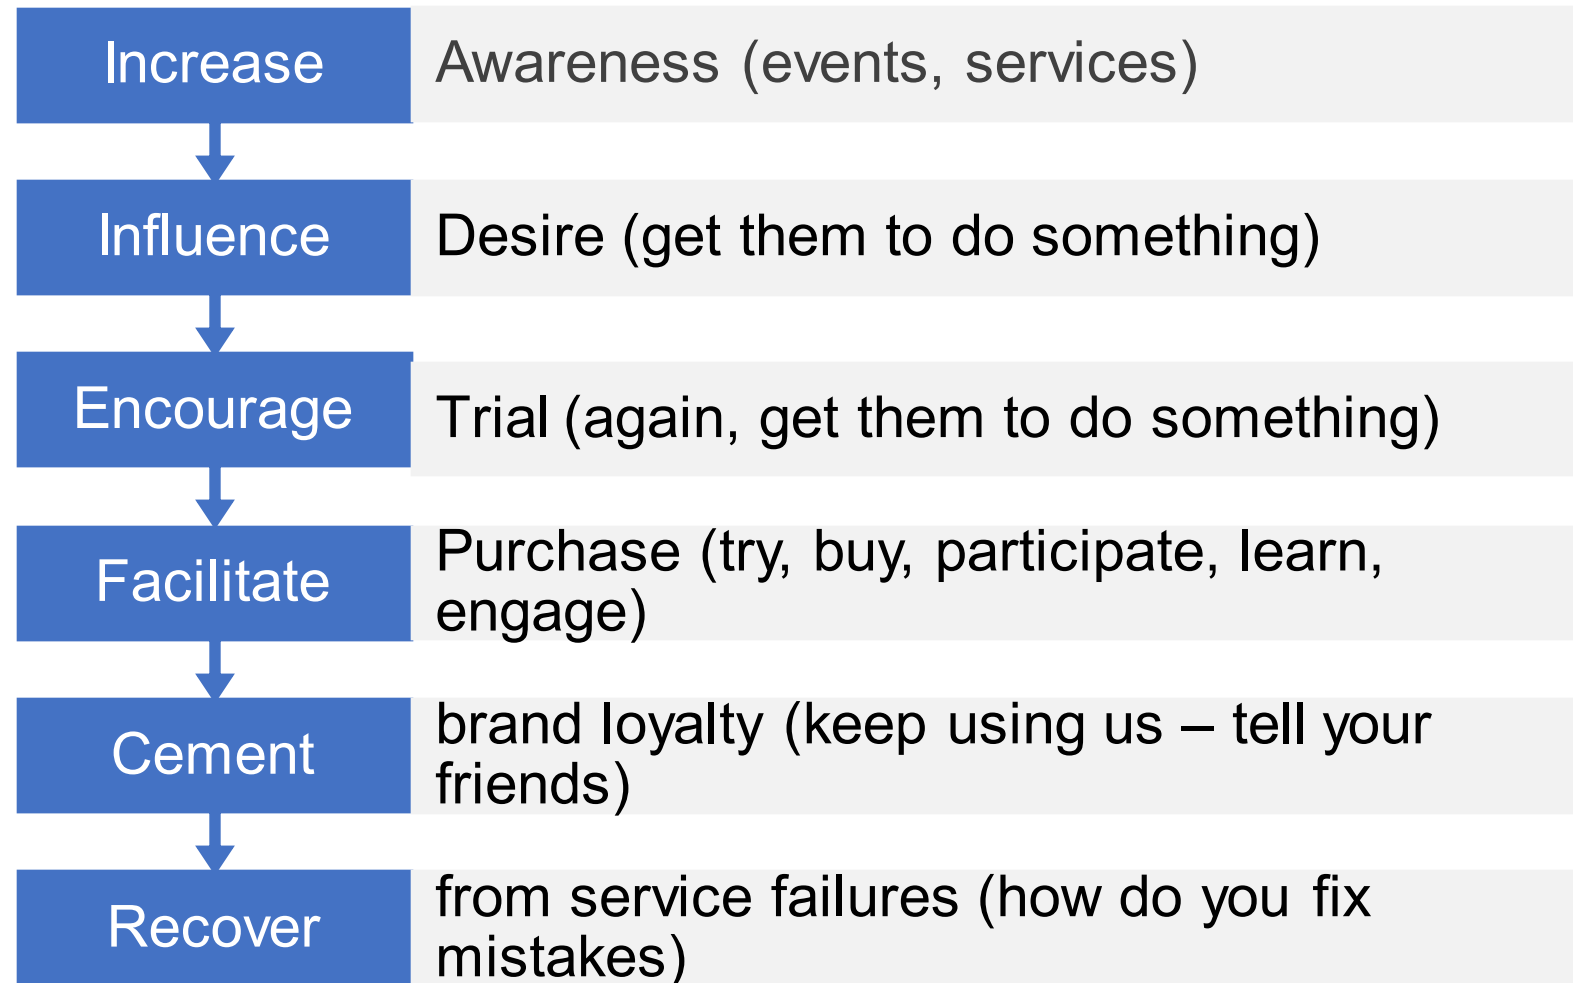 Increase
Awareness (events, services)
Influence
Desire (get them to do something)
Encourage
Trial (again, get them to do something)
Facilitate
Purchase (try, buy, participate, learn,
engage)
Cement
brand loyalty (keep using us – tell your
friends)
Recover
from service failures (how do you fix
mistakes)